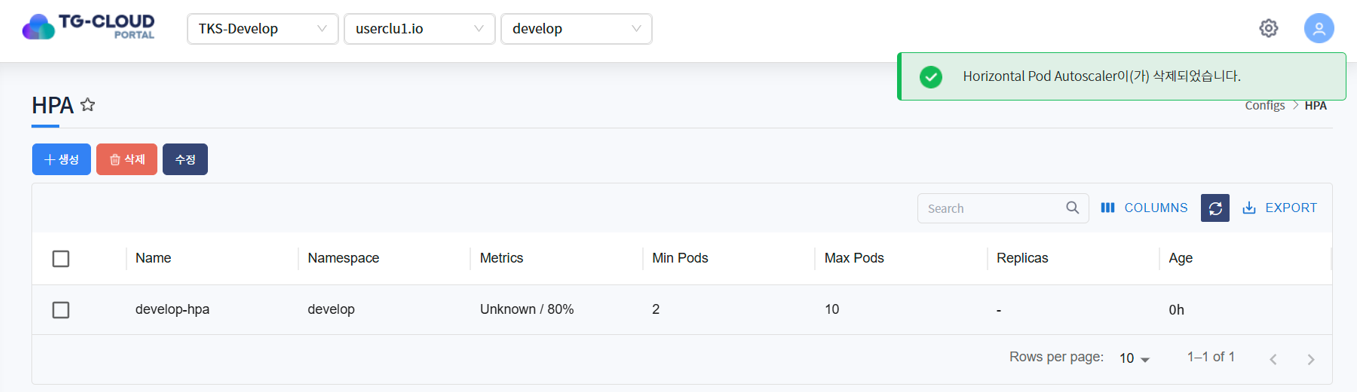 TG-CLOUD
PORTAL
TKS-Develop userclu1.io develop
Horizontal Pod Autoscaler이(가) 삭제되었습니다.
HPA
Configs > HPA
+ 생성 삭제 수정
Search COLUMNS EXPORT
Name Namespace Metrics Min Pods Max Pods Replicas Age
develop-hpa develop Unknown / 80% 2 10 - 0h
Rows per page: 10 1–1 of 1